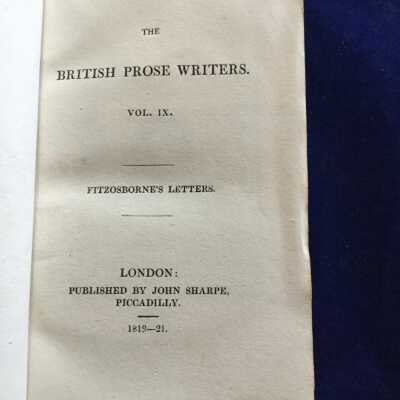 THE
BRITISH PROSE WRITERS.
VOL. IX.
FITZOSBORNE'S LETTERS.
LONDON:
PUBLISHED BY JOHN SHARPE,
PICCADILLY.
1819—21.